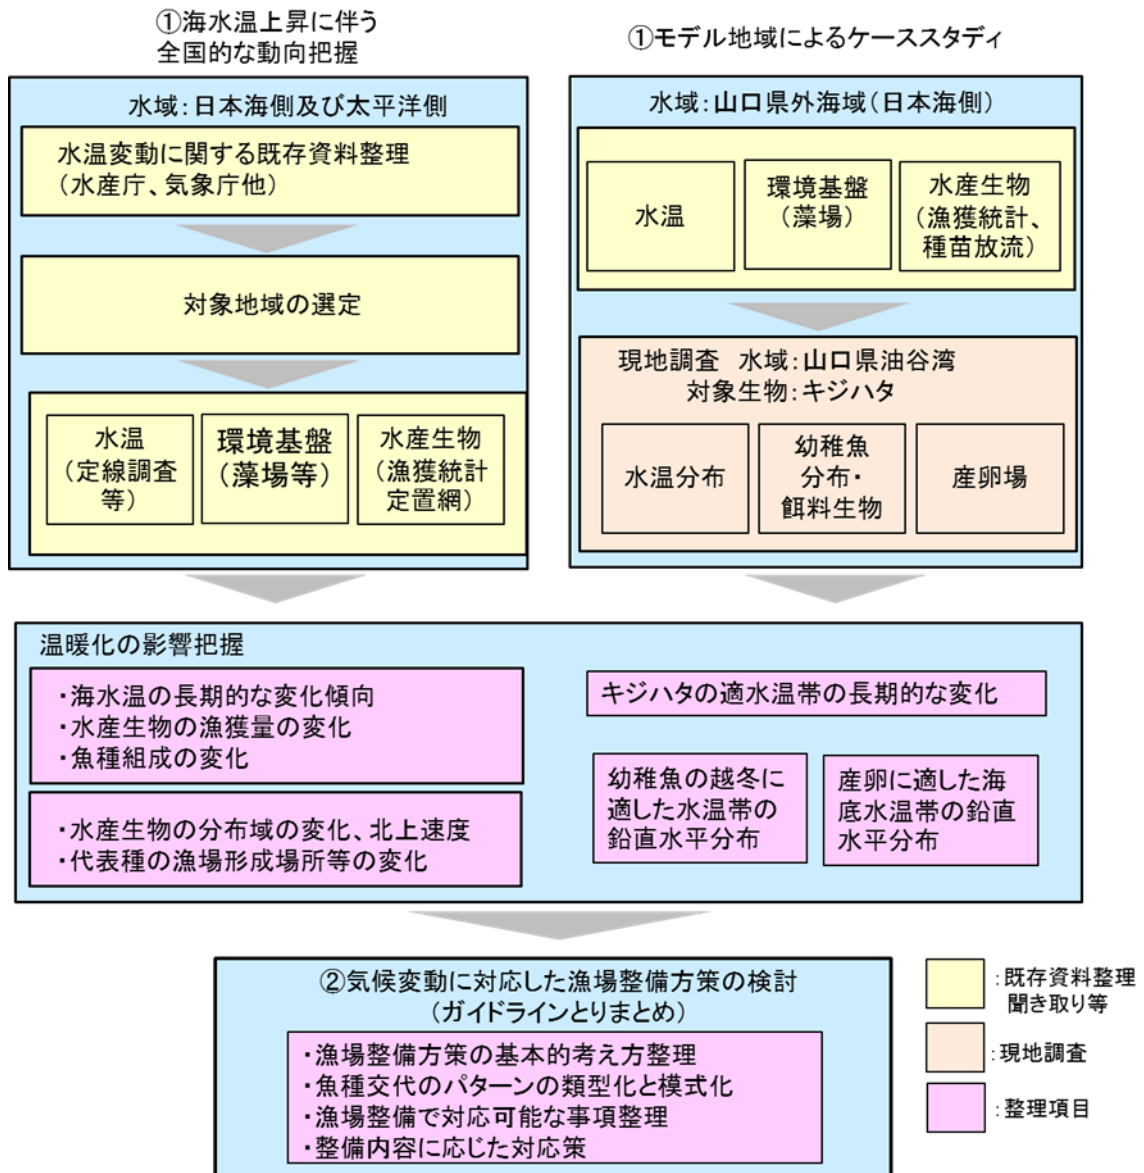 ①海水温上昇に伴う
全国的な動向把握
水域：日本海側及び太平洋側
水温変動に関する既存資料整理
（水産庁、気象庁他）
対象地域の選定
水温
（定線調査
等）
環境基盤
（藻場等）
水産生物
（漁獲統計
定置網）
①モデル地域によるケーススタディ
水域：山口県外海域（日本海側）
水温
環境基盤
（藻場）
水産生物
（漁獲統計、
種苗放流）
現地調査　水域：山口県油谷湾
対象生物：キジハタ
水温分布
幼稚魚
分布・
餌料生物
産卵場
温暖化の影響把握
・海水温の長期的な変化傾向
・水産生物の漁獲量の変化
・魚種組成の変化
・水産生物の分布域の変化、北上速度
・代表種の漁場形成場所等の変化
キジハタの適水温帯の長期的な変化
幼稚魚の越冬に
適した水温帯の
鉛直水平分布
産卵に適した海
底水温帯の鉛直
水平分布
②気候変動に対応した漁場整備方策の検討
（ガイドラインとりまとめ）
・漁場整備方策の基本的考え方整理
・魚種交代のパターンの類型化と模式化
・漁場整備で対応可能な事項整理
・整備内容に応じた対応策
：既存資料整理
聞き取り等
：現地調査
：整理項目